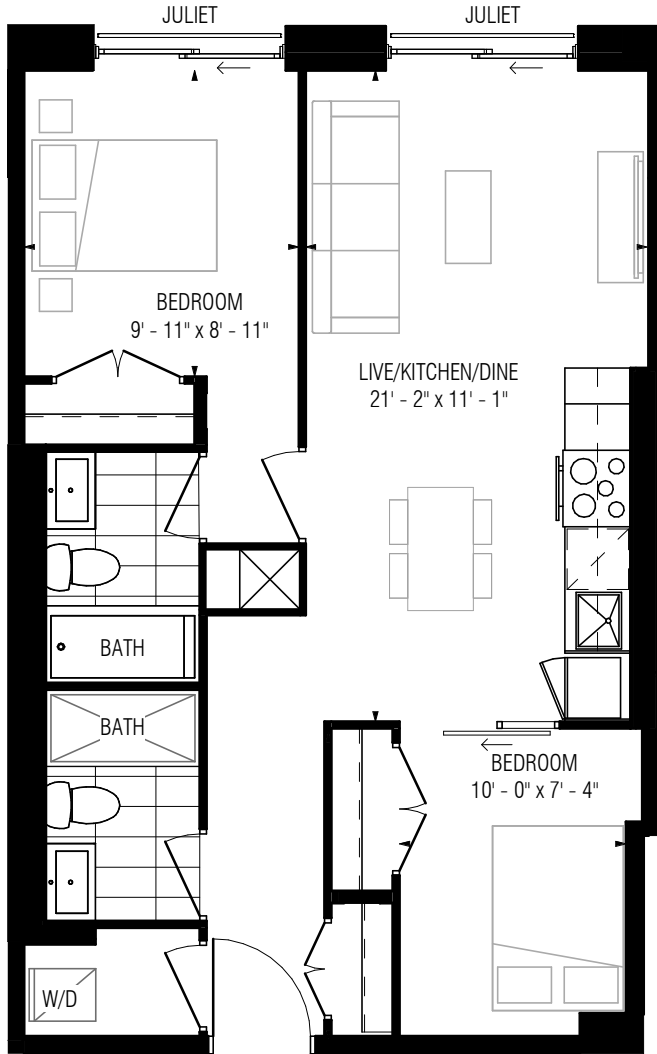 JULIET
JULIET
BEDROOM
9' - 11" x 8' - 11"
LIVE/KITCHEN/DINE
21' - 2" x 11' - 1"
BATH
BATH
BEDROOM
10' - 0" x 7' - 4"
W/D